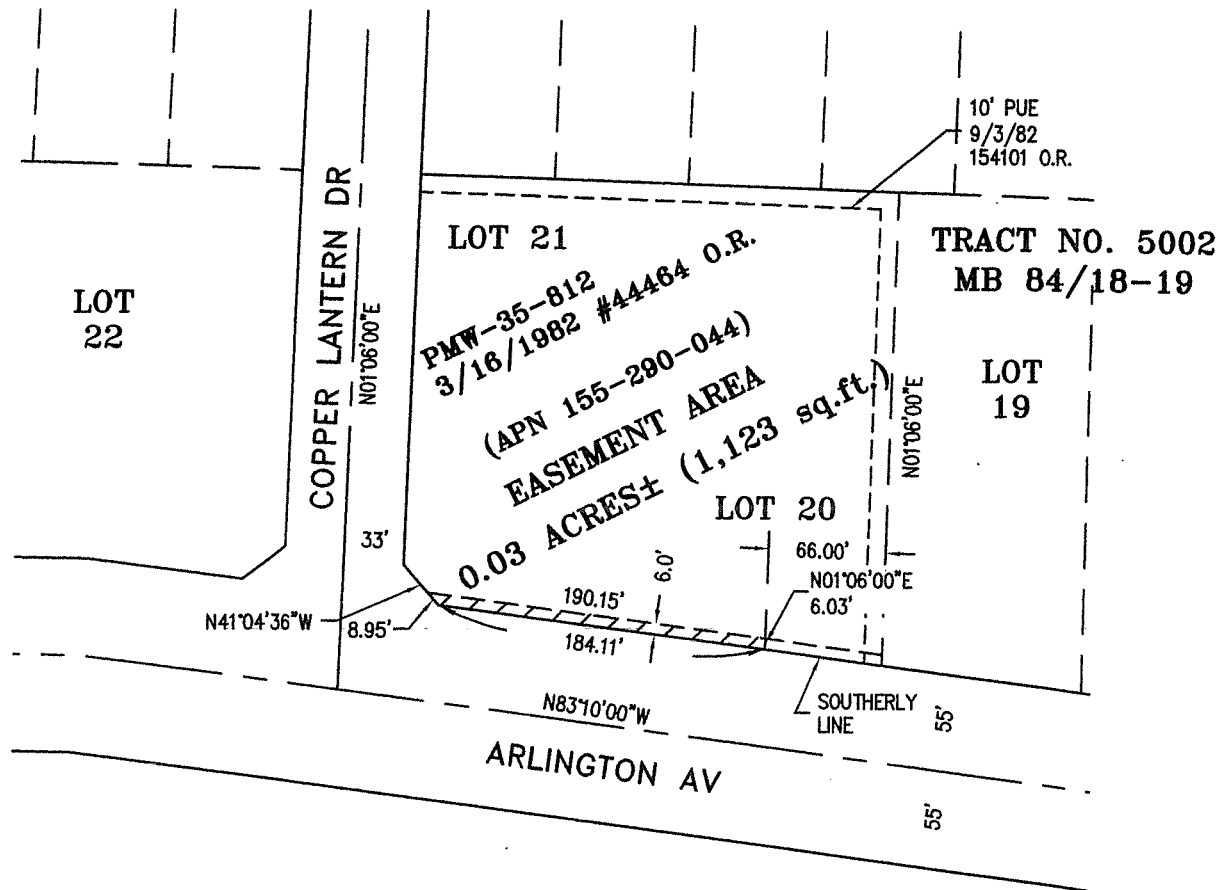 10' PUE
9/3/82
154101 O.R.
LOT 21
TRACT NO. 5002
MB 84/18-19
LOT
22
COPPER LANTERN DR
N01°06'00"E
PMW-35-812
3/16/1982 #44464 O.R.
(APN 155-290-044)
EASEMENT AREA
0.03 ACRES± (1,123 sq.ft.)
N01°06'00"E
LOT
19
LOT 20
33'
66.00'
6.0'
N01°06'00"E
6.03'
190.15'
N41°04'36"W
8.95'
184.11'
SOUTHERLY
LINE
N83°10'00"W
55'
ARLINGTON AV
55'